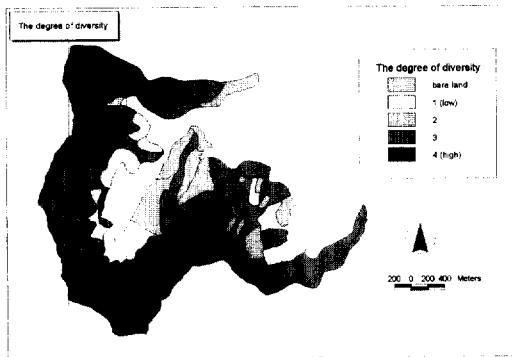 The degree of diversity
The degree of diversity
bare land
1 (low)
2
3
4 (high)
200 0 200 400 Meters